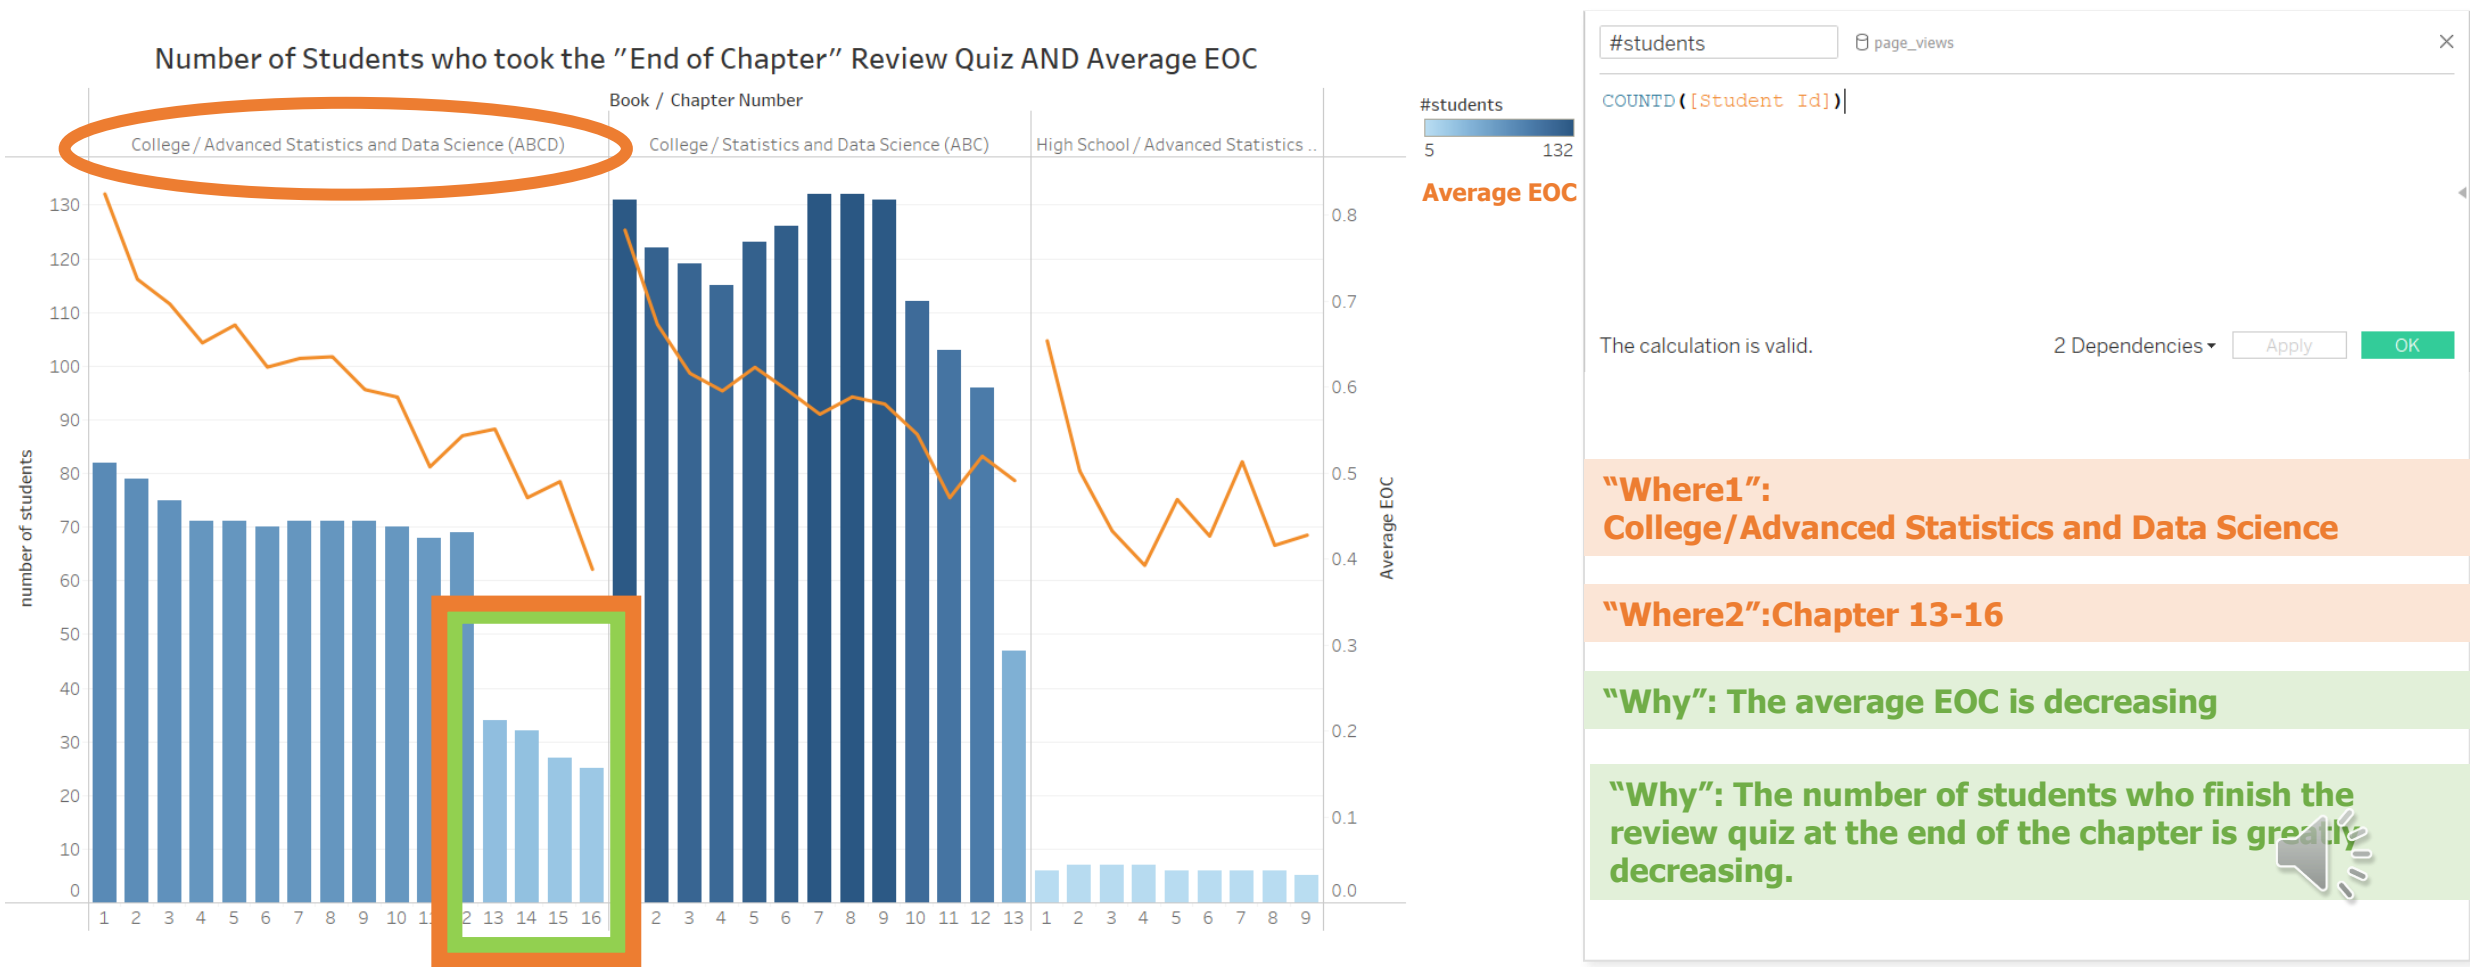 Number of Students who took the "End of Chapter" Review Quiz AND Average EOC
Book / Chapter Number
College / Advanced Statistics and Data Science (ABCD)
College / Statistics and Data Science (ABC)
High School / Advanced Statistics ..
number of students
130
120
110
100
90
80
70
60
50
40
30
20
10
0
0.8
0.7
0.6
0.5
0.4
0.3
0.2
0.1
0.0
Average EOC
1 2 3 4 5 6 7 8 9 10 13 14 15 16
2 3 4 5 6 7 8 9 10 11 12 13
1 2 3 4 5 6 7 8 9
#students
5 132
Average EOC
#students
page_views
COUNTD([Student Id])
The calculation is valid.
2 Dependencies
Apply
OK
“Where1”:
College/Advanced Statistics and Data Science
“Where2”:Chapter 13-16
“Why”: The average EOC is decreasing
“Why”: The number of students who finish the
review quiz at the end of the chapter is greatly
decreasing.